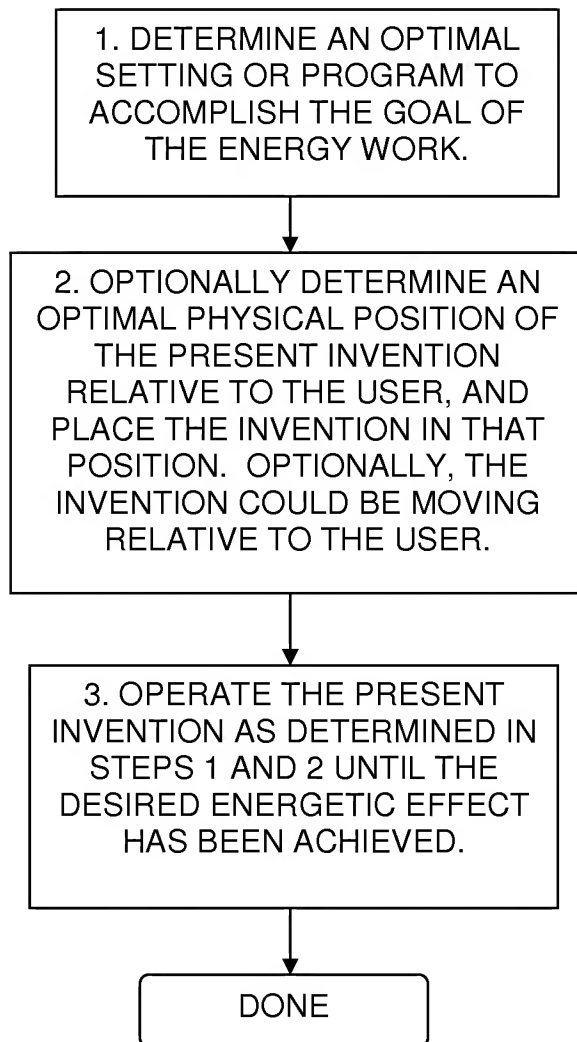 1. DETERMINE AN OPTIMAL
SETTING OR PROGRAM TO
ACCOMPLISH THE GOAL OF
THE ENERGY WORK.
2. OPTIONALLY DETERMINE AN
OPTIMAL PHYSICAL POSITION OF
THE PRESENT INVENTION
RELATIVE TO THE USER, AND
PLACE THE INVENTION IN THAT
POSITION. OPTIONALLY, THE
INVENTION COULD BE MOVING
RELATIVE TO THE USER.
3. OPERATE THE PRESENT
INVENTION AS DETERMINED IN
STEPS 1 AND 2 UNTIL THE
DESIRED ENERGETIC EFFECT
HAS BEEN ACHIEVED.
DONE